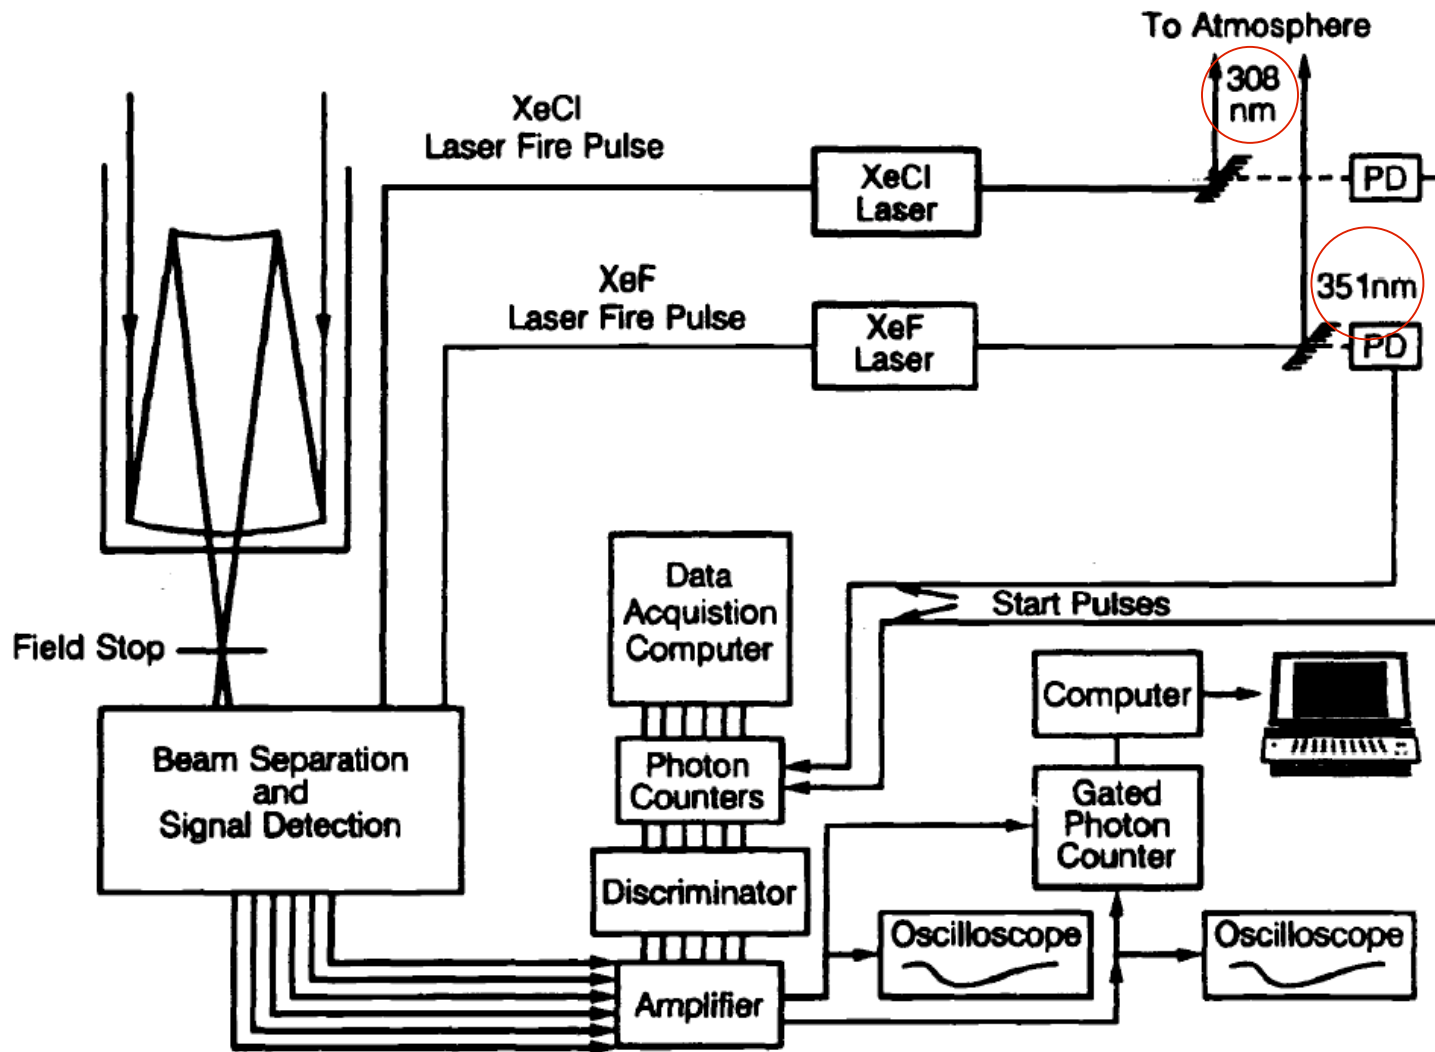 To Atmosphere
308
nm
XeCl
Laser Fire Pulse
XeCl
Laser
PD
XeF
Laser Fire Pulse
XeF
Laser
351nm
PD
Data
Acquistion
Computer
Start Pulses
Field Stop
Computer
Beam Separation
and
Signal Detection
Photon
Counters
Gated
Photon
Counter
Discriminator
Oscilloscope
Oscilloscope
Amplifier